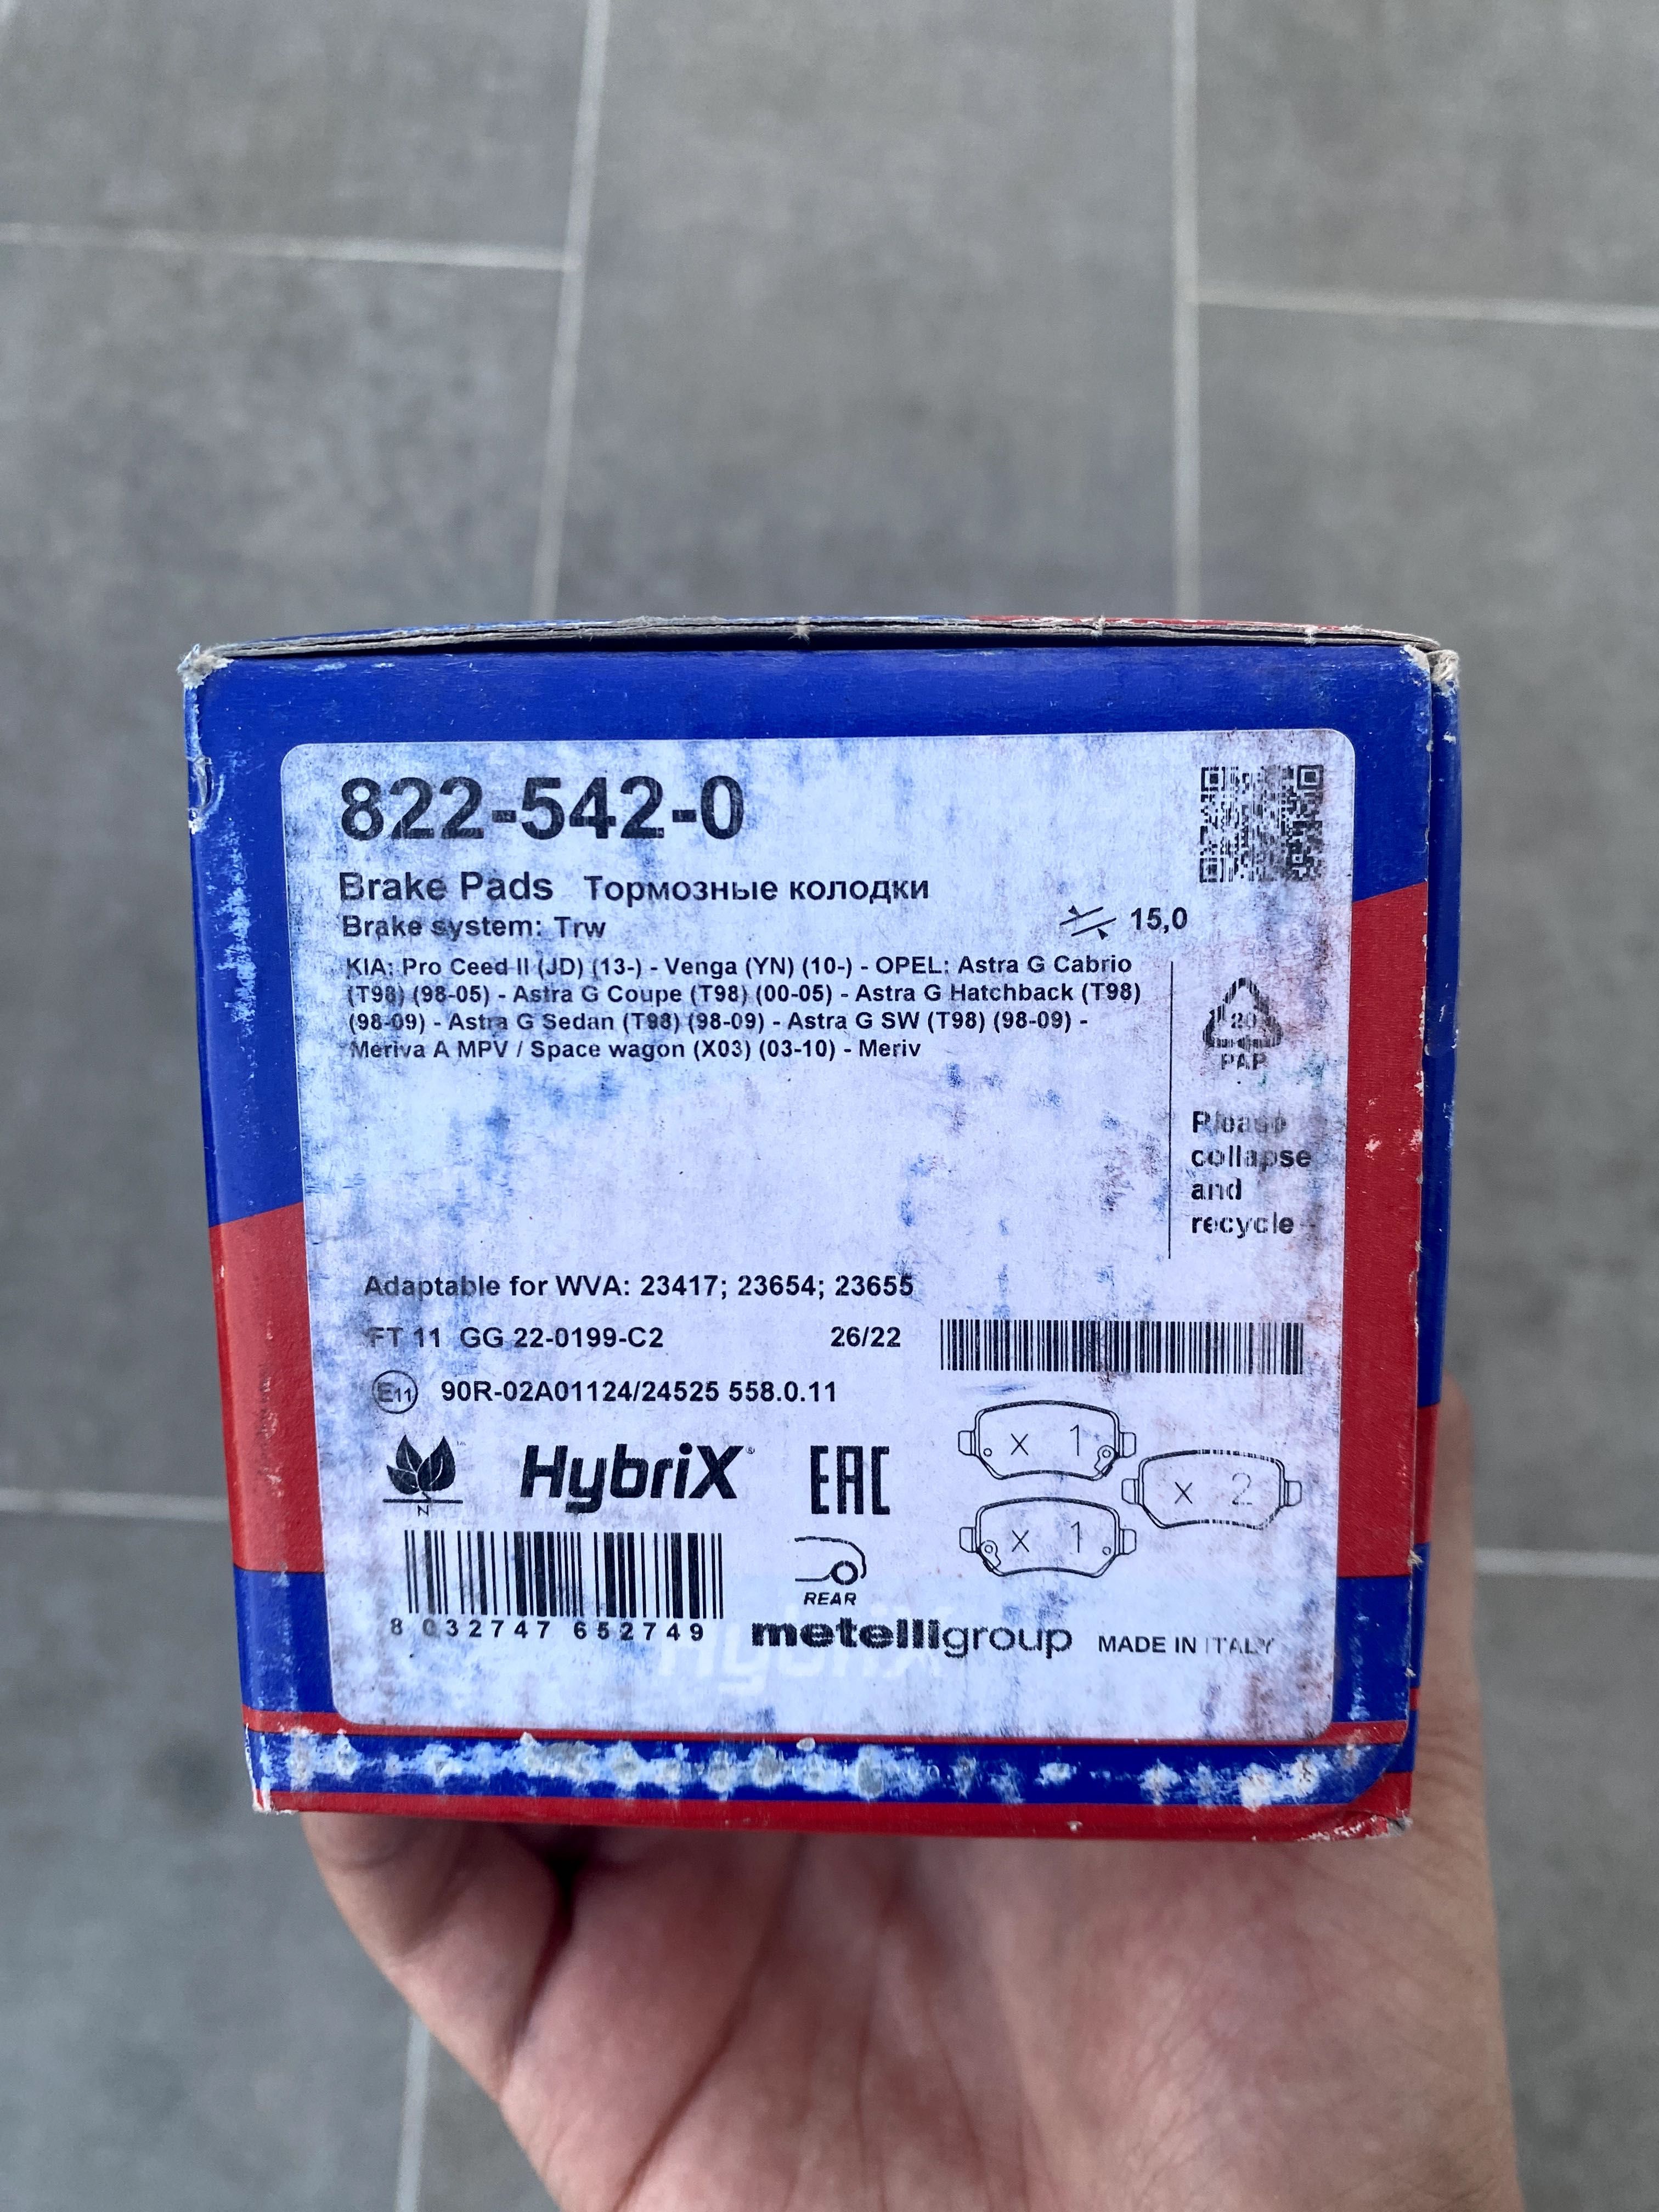 822-542-0
Brake Pads Тормозные колодки
Brake system: Trw
15,0
KIA: Pro Ceed II (JD) (13-) - Venga (YN) (10-) - OPEL: Astra G Cabrio
(T98) (98-05) - Astra G Coupe (T98) (00-05) - Astra G Hatchback (T98)
(98-09) - Astra G Sedan (T98) (98-09) - Astra G SW (T98) (98-09) -
Meriva A MPV / Space wagon (X03) (03-10) - Meriv
20
PAP
Please
collapse
and
recycle
Adaptable for WVA: 23417; 23654; 23655
FT 11 GG 22-0199-C2 26/22
E11 90R-02A01124/24525 558.0.11
N
HybriX
EAC
x 1
x 2
x 1
REAR
8 032747 652749
metelligroup MADE IN ITALY
HybriX